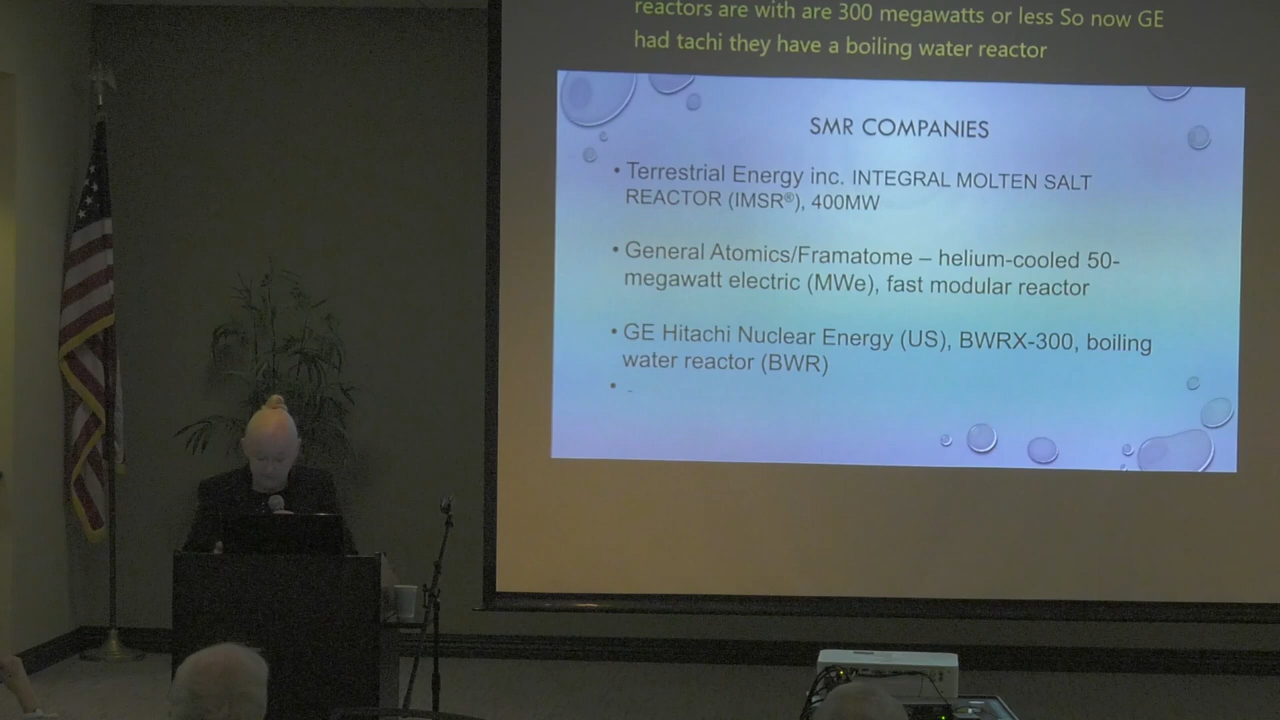 reactors are with are 300 megawatts or less So now GE
had tachi they have a boiling water reactor
SMR COMPANIES
• Terrestrial Energy inc. INTEGRAL MOLTEN SALT
REACTOR (IMSR®), 400MW
• General Atomics/Framatome – helium-cooled 50-
megawatt electric (MWe), fast modular reactor
• GE Hitachi Nuclear Energy (US), BWRX-300, boiling
water reactor (BWR)
• -